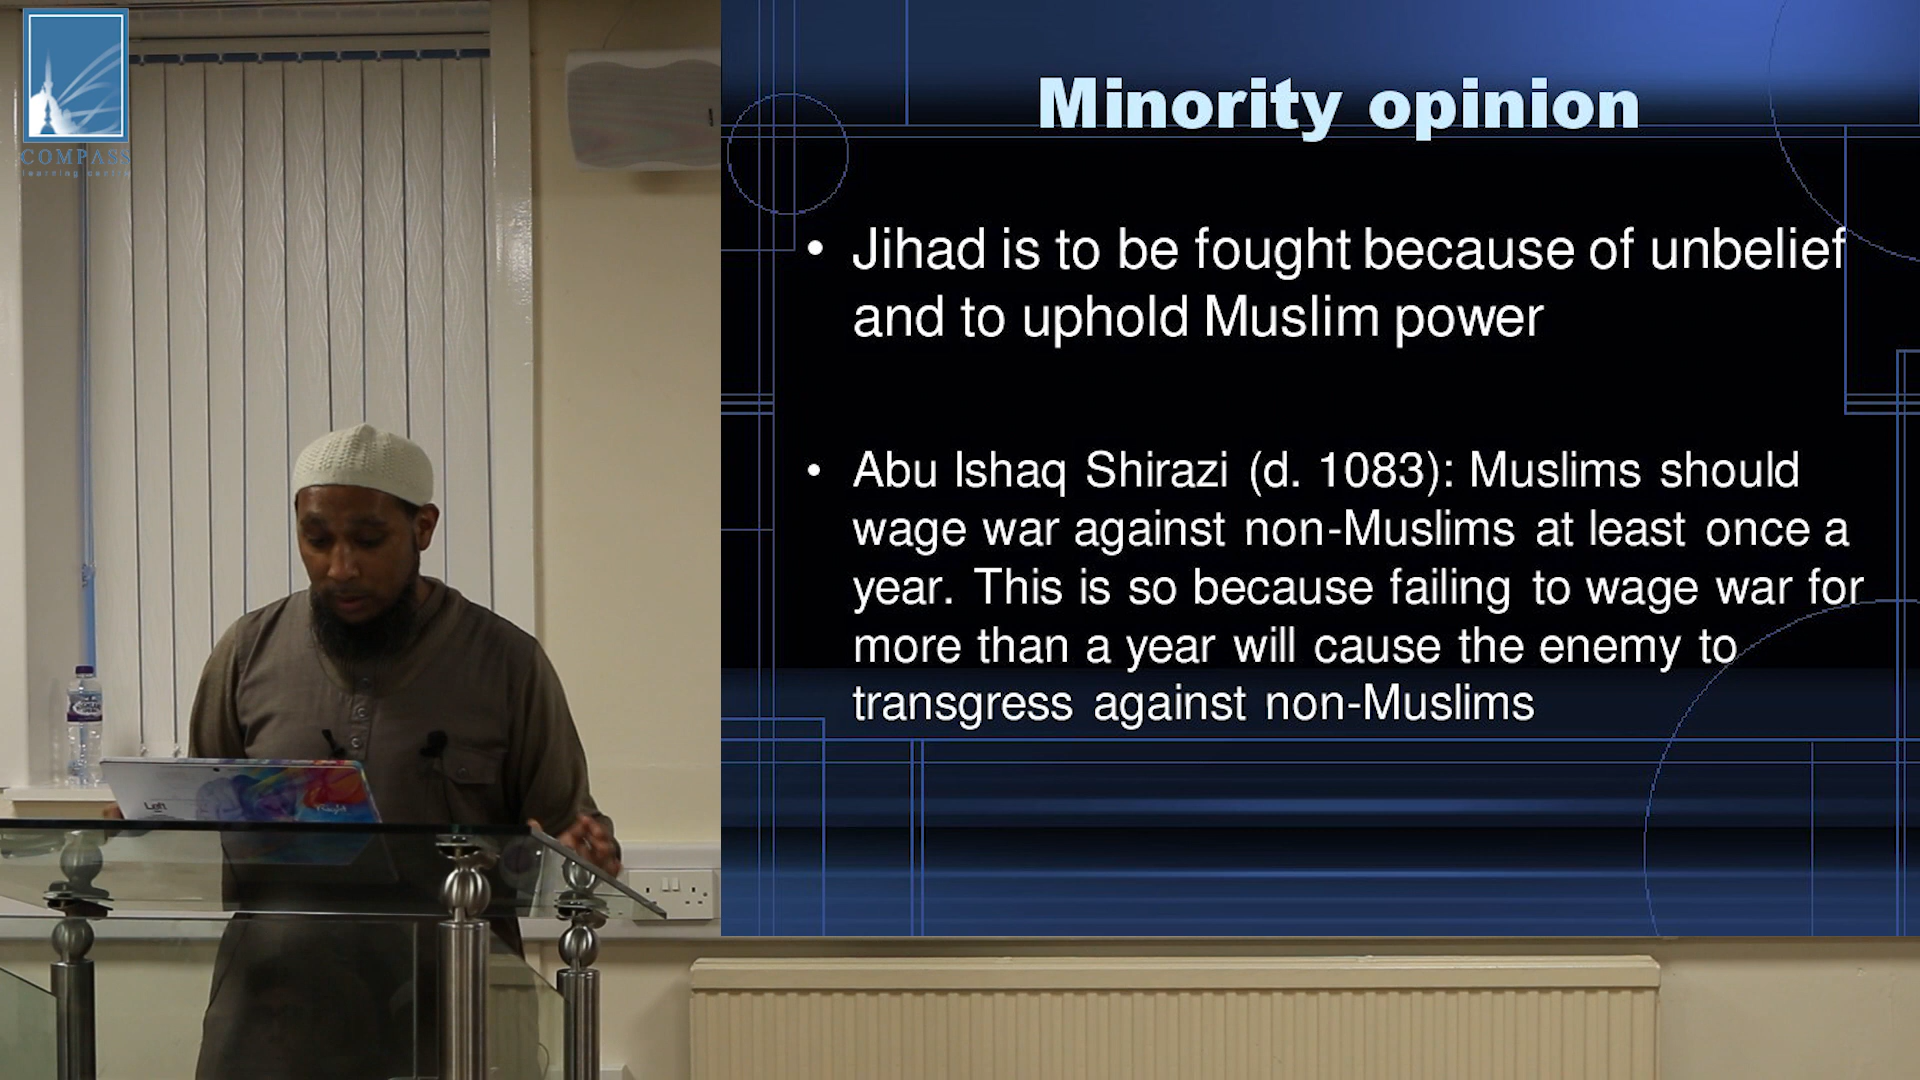 COMPASS
learning centre
Minority opinion
• Jihad is to be fought because of unbelief
and to uphold Muslim power
• Abu Ishaq Shirazi (d. 1083): Muslims should
wage war against non-Muslims at least once a
year. This is so because failing to wage war for
more than a year will cause the enemy to
transgress against non-Muslims